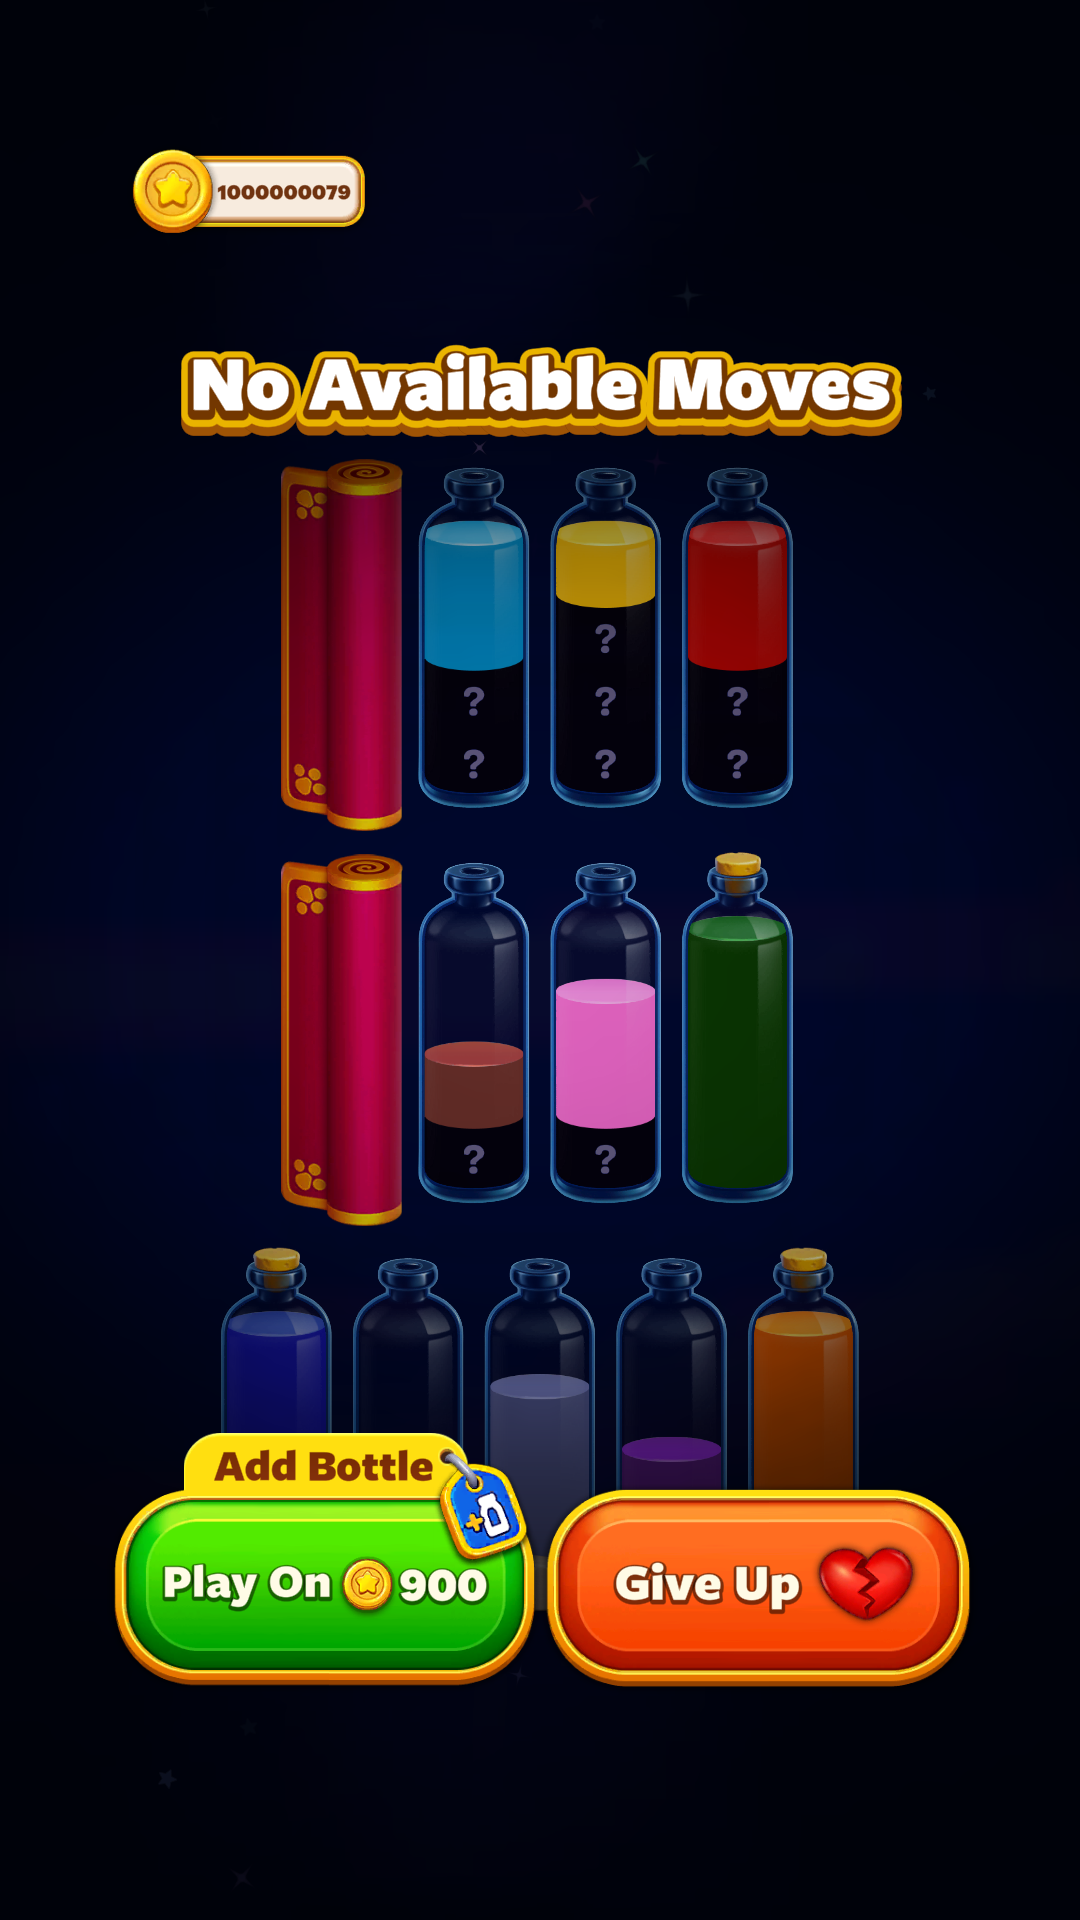 1000000079
No Available Moves
? ? ?
? ? ?
? ?
? ?
Add Bottle
+
Play On 900
Give Up